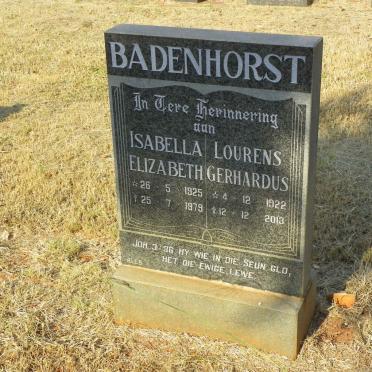 BADENHORST
In Tere Herinnering
aan
ISABELLA LOURENS
ELIZABETH GERHARDUS
☆ 26 5 1925 ☆ 4 12 1922
✝ 25 7 1979 ✝ 12 12 2013
JOH. 3:36 HY WIE IN DIE SEUN GLO,
HET DIE EWIGE LEWE.